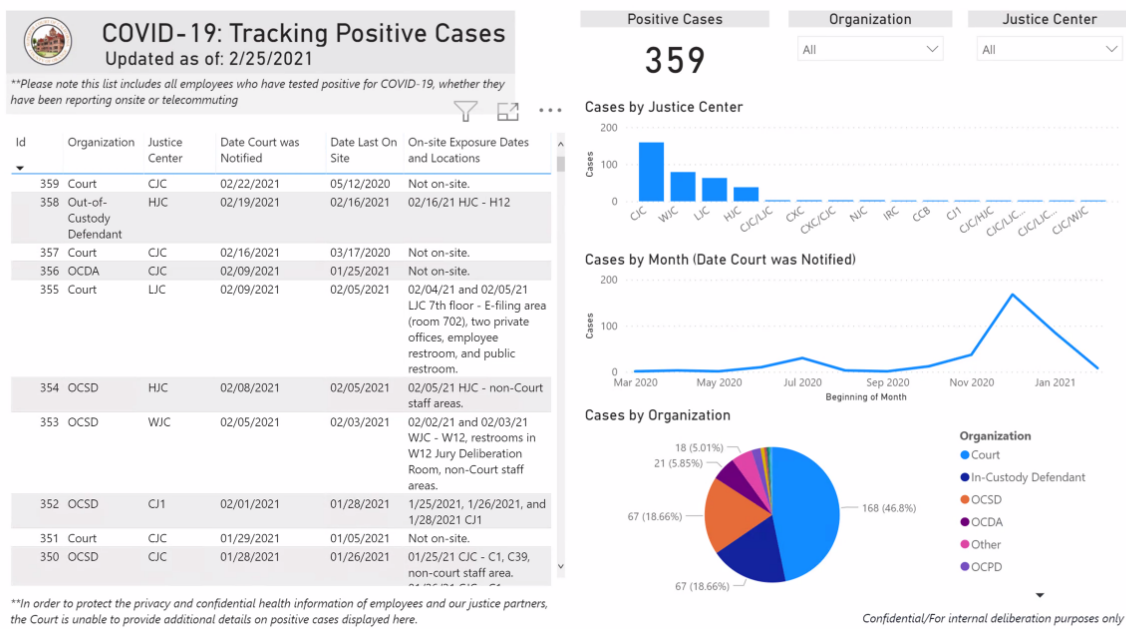 COVID-19: Tracking Positive Cases
Updated as of: 2/25/2021
**Please note this list includes all employees who have tested positive for COVID-19, whether they
have been reporting onsite or telecommuting
Id Organization Justice Center Date Court was Notified Date Last On Site On-site Exposure Dates and Locations
359 Court CJC 02/22/2021 05/12/2020 Not on-site.
358 Out-of-Custody Defendant HJC 02/19/2021 02/16/2021 02/16/21 HJC - H12
357 Court CJC 02/16/2021 03/17/2020 Not on-site.
356 OCDA CJC 02/09/2021 01/25/2021 Not on-site.
355 Court LJC 02/09/2021 02/05/2021 02/04/21 and 02/05/21
LJC 7th floor - E-filing area
(room 702), two private
offices, employee
restroom, and public
restroom.
354 OCSD HJC 02/08/2021 02/05/2021 02/05/21 HJC - non-Court
staff areas.
353 OCSD WJC 02/05/2021 02/03/2021 02/02/21 and 02/03/21
WJC - W12, restrooms in
W12 Jury Deliberation
Room, non-Court staff
areas.
352 OCSD CJ1 02/01/2021 01/28/2021 1/25/2021, 1/26/2021, and
1/28/2021 CJ1
351 Court CJC 01/29/2021 01/05/2021 Not on-site.
350 OCSD CJC 01/28/2021 01/26/2021 01/25/21 CJC - C1, C39,
non-court staff area.
**In order to protect the privacy and confidential health information of employees and our justice partners,
the Court is unable to provide additional details on positive cases displayed here.
Positive Cases
359
Organization
All
Justice Center
All
Cases by Justice Center
Cases
200
100
0
CJC WJC LJC HJC CJC/LJC CXC CXC/CJC NJC IRC CCB CJ1 CJC/HJC CJC/LJC... CJC/LJC... CJC/WJC
Cases by Month (Date Court was Notified)
Cases
200
100
0
Mar 2020 May 2020 Jul 2020 Sep 2020 Nov 2020 Jan 2021
Beginning of Month
Cases by Organization
18 (5.01%)
21 (5.85%)
67 (18.66%)
168 (46.8%)
67 (18.66%)
Organization
Court
In-Custody Defendant
OCSD
OCDA
Other
OCPD
Confidential/For internal deliberation purposes only